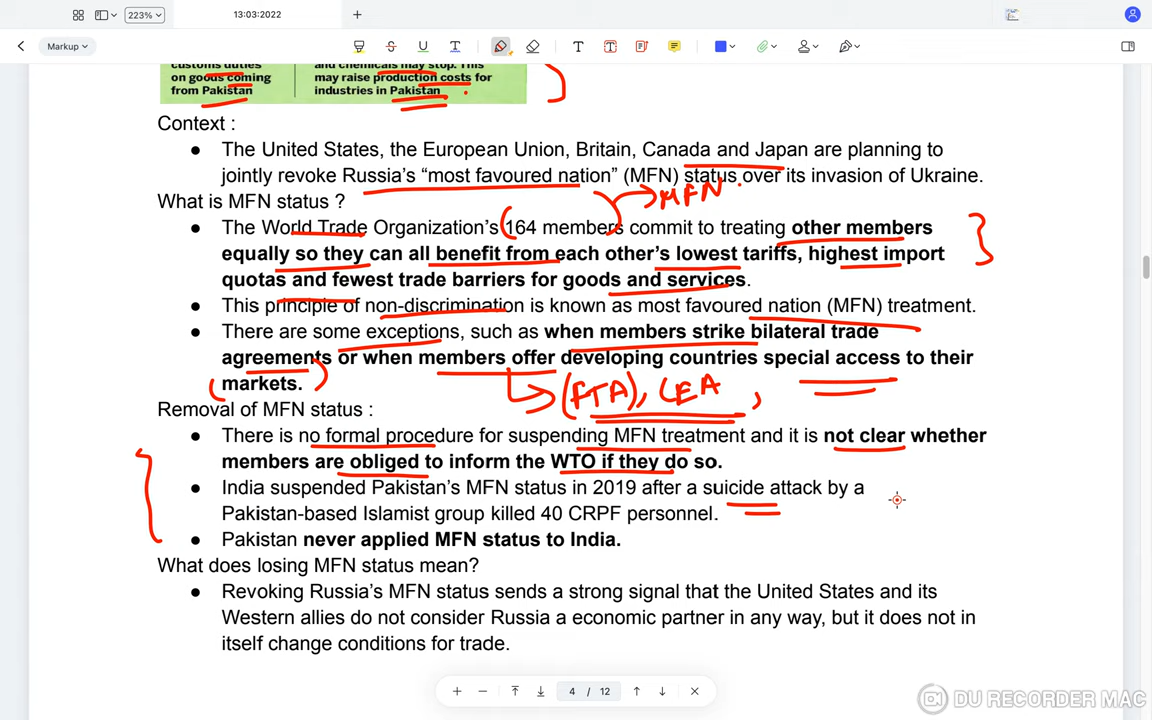 223%
13:03:2022
Markup
customs duties
on goods coming
from Pakistan
and chemicals may stop. This
may raise production costs for
industries in Pakistan
Context :
● The United States, the European Union, Britain, Canada and Japan are planning to
jointly revoke Russia’s “most favoured nation” (MFN) status over its invasion of Ukraine.
MFN
What is MFN status ?
● The World Trade Organization’s 164 members commit to treating other members
equally so they can all benefit from each other’s lowest tariffs, highest import
quotas and fewest trade barriers for goods and services.
● This principle of non-discrimination is known as most favoured nation (MFN) treatment.
● There are some exceptions, such as when members strike bilateral trade
agreements or when members offer developing countries special access to their
markets.
(FTA), CEA,
Removal of MFN status :
● There is no formal procedure for suspending MFN treatment and it is not clear whether
members are obliged to inform the WTO if they do so.
● India suspended Pakistan’s MFN status in 2019 after a suicide attack by a
Pakistan-based Islamist group killed 40 CRPF personnel.
● Pakistan never applied MFN status to India.
What does losing MFN status mean?
● Revoking Russia’s MFN status sends a strong signal that the United States and its
Western allies do not consider Russia a economic partner in any way, but it does not in
itself change conditions for trade.
4 / 12
DU RECORDER MAC